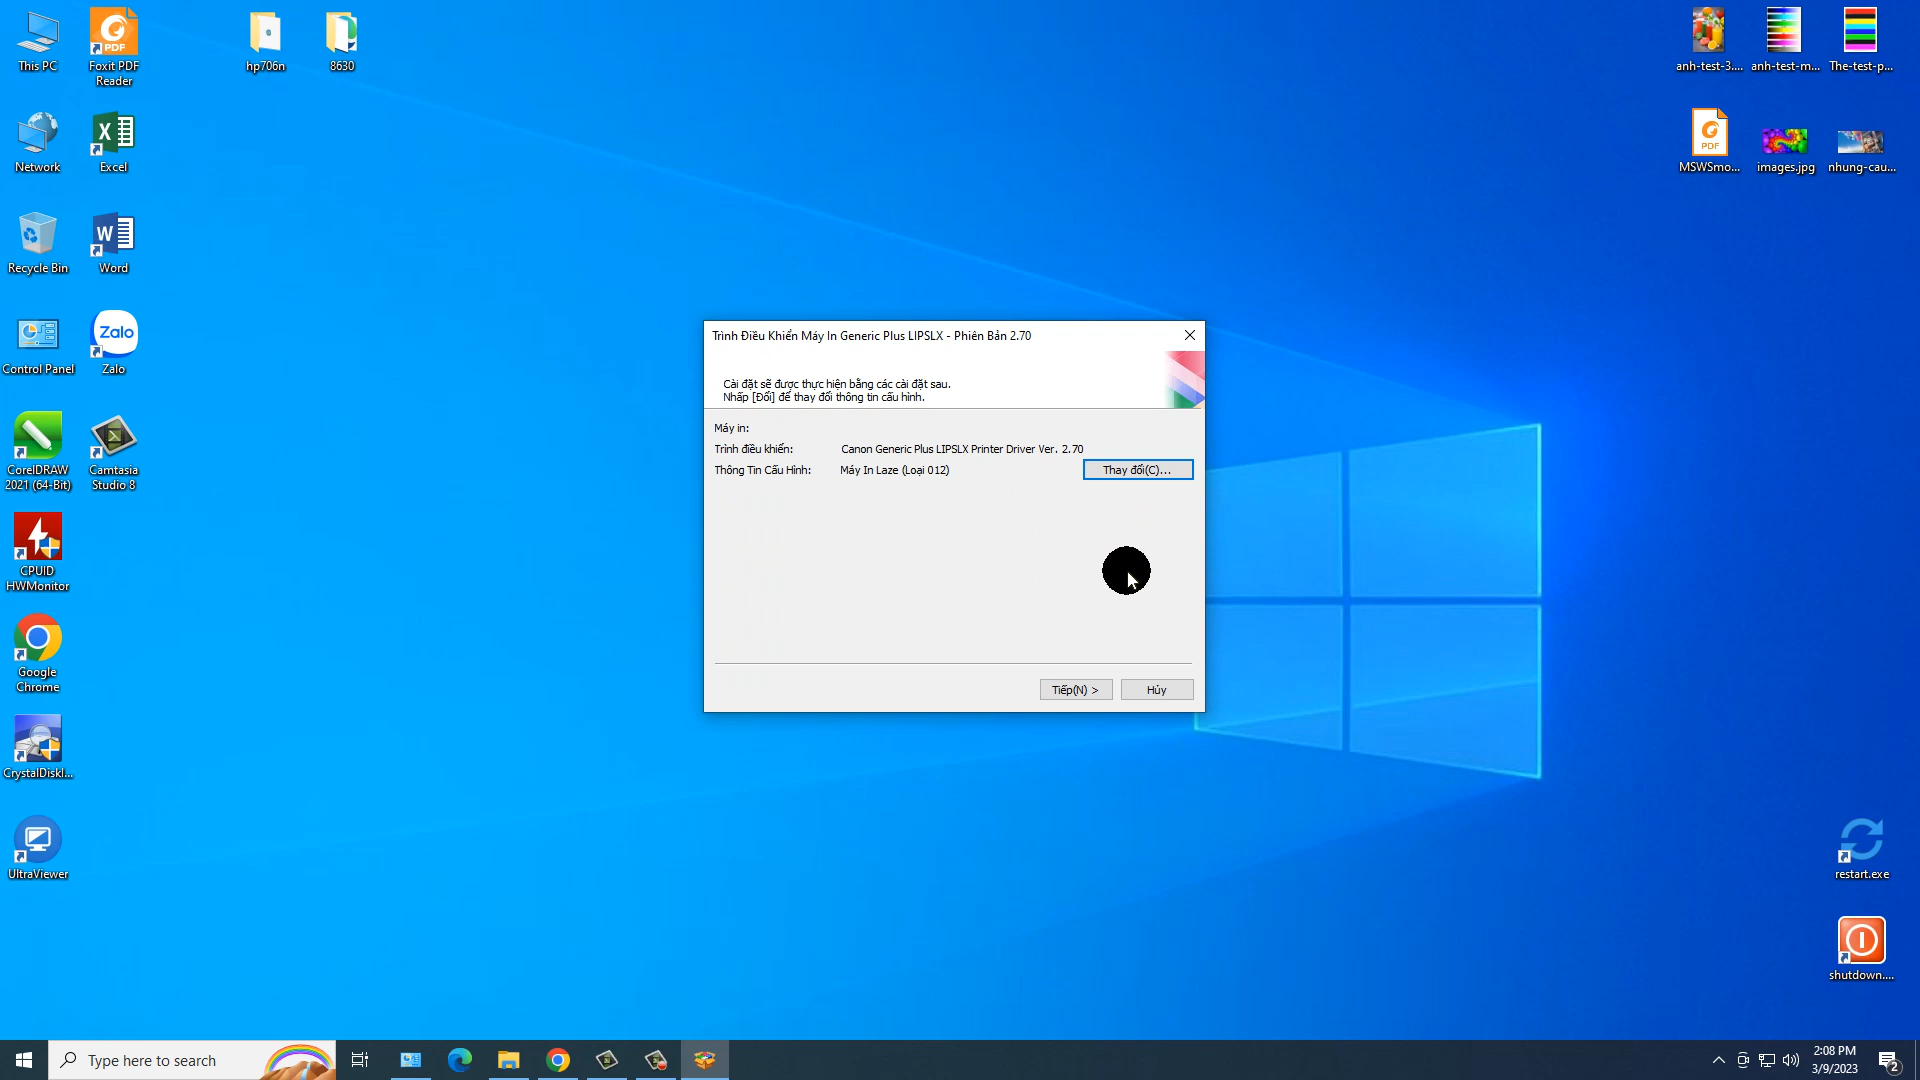 This PC
Foxit PDF
Reader
hp706n
8630
anh-test-3....
anh-test-m...
The-test-p...
Network
Excel
MSWSmo...
images.jpg
nhung-cau...
Recycle Bin
Word
Control Panel
Zalo
CorelDRAW
2021 (64-Bit)
Camtasia
Studio 8
CPUID
HWMonitor
Google
Chrome
CrystalDiskI...
UltraViewer
restart.exe
shutdown....
Trình Điều Khiển Máy In Generic Plus LIPSLX - Phiên Bản 2.70
Cài đặt sẽ được thực hiện bằng các cài đặt sau.
Nhấp [Đổi] để thay đổi thông tin cấu hình.
Máy in:
Trình điều khiển: Canon Generic Plus LIPSLX Printer Driver Ver. 2.70
Thông Tin Cấu Hình: Máy In Laze (Loại 012) Thay đổi(C)...
Tiếp(N) > Hủy
Type here to search
2:08 PM
3/9/2023
2